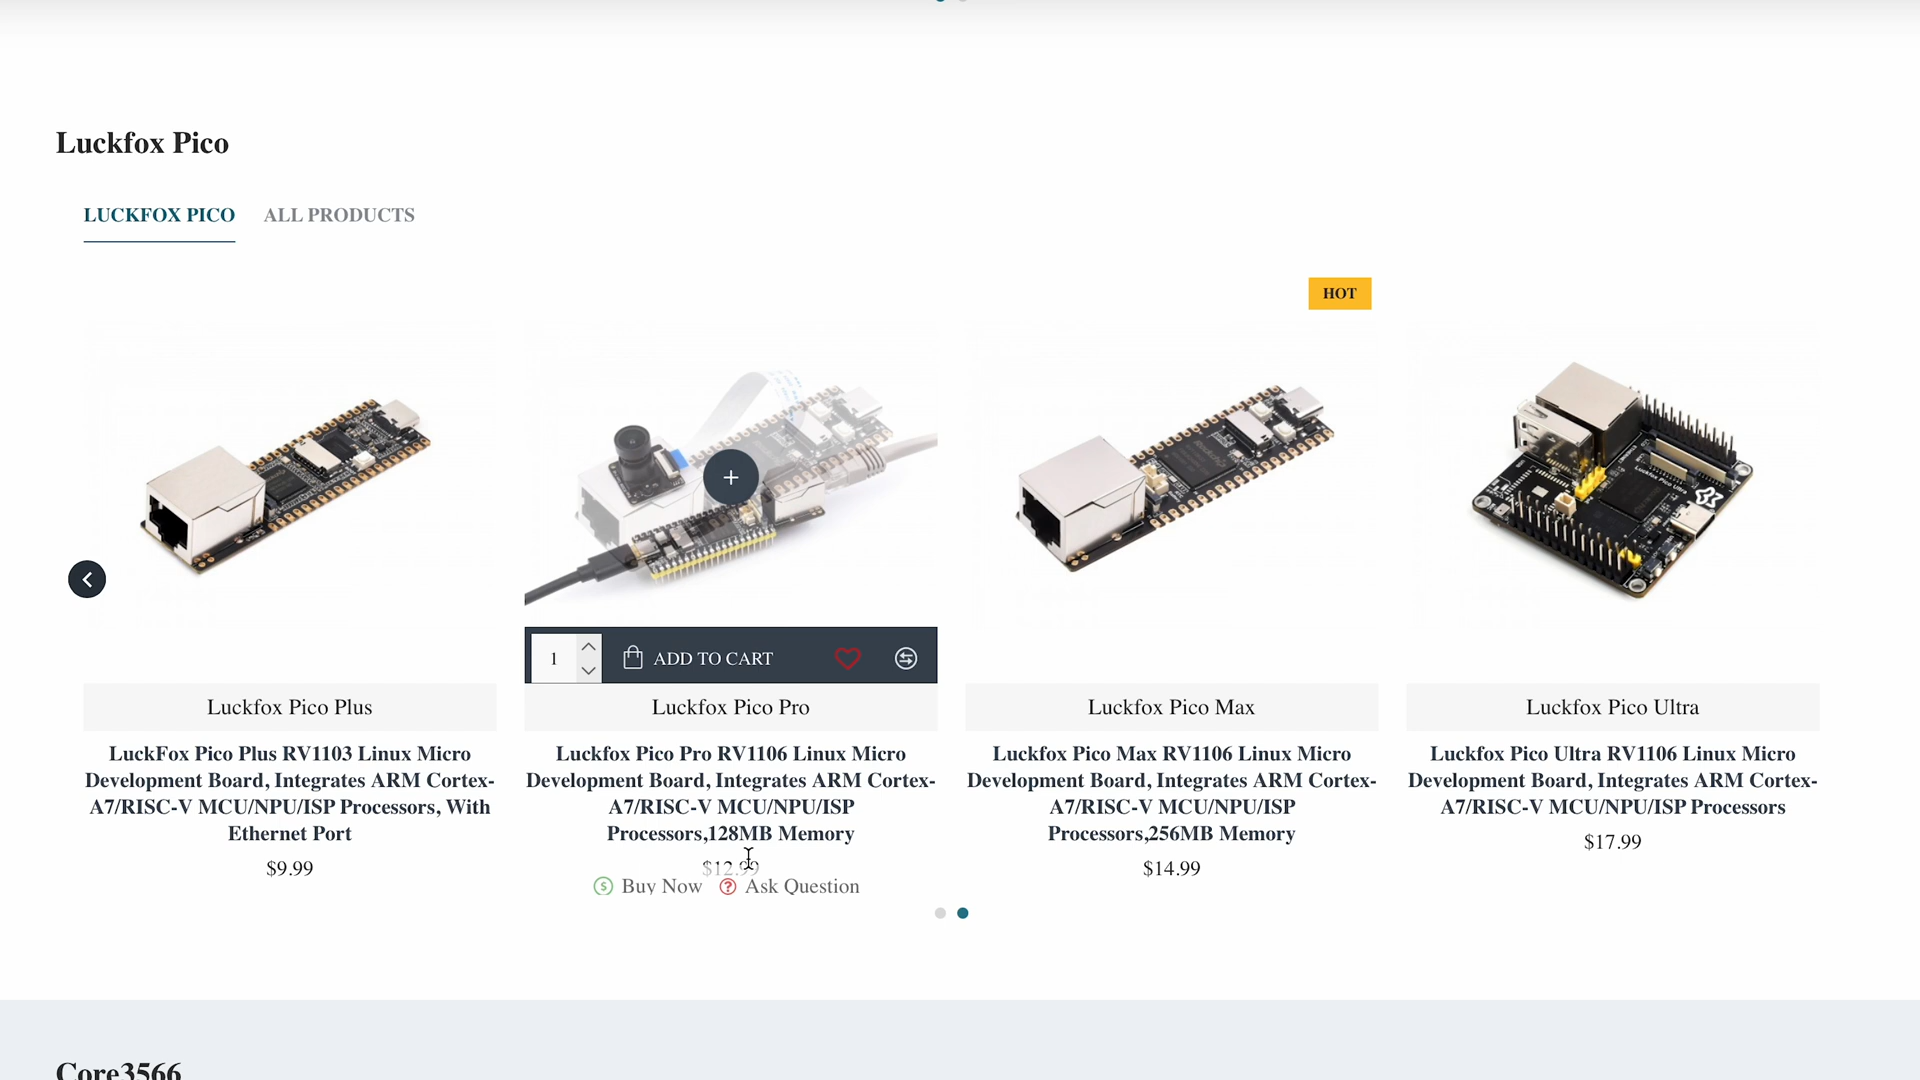 Luckfox Pico
LUCKFOX PICO
ALL PRODUCTS
HOT
1
ADD TO CART
Luckfox Pico Plus
LuckFox Pico Plus RV1103 Linux Micro
Development Board, Integrates ARM Cortex-
A7/RISC-V MCU/NPU/ISP Processors, With
Ethernet Port
$9.99
Luckfox Pico Pro
Luckfox Pico Pro RV1106 Linux Micro
Development Board, Integrates ARM Cortex-
A7/RISC-V MCU/NPU/ISP
Processors,128MB Memory
$12.99
Buy Now
Ask Question
Luckfox Pico Max
Luckfox Pico Max RV1106 Linux Micro
Development Board, Integrates ARM Cortex-
A7/RISC-V MCU/NPU/ISP
Processors,256MB Memory
$14.99
Luckfox Pico Ultra
Luckfox Pico Ultra RV1106 Linux Micro
Development Board, Integrates ARM Cortex-
A7/RISC-V MCU/NPU/ISP Processors
$17.99
Core3566